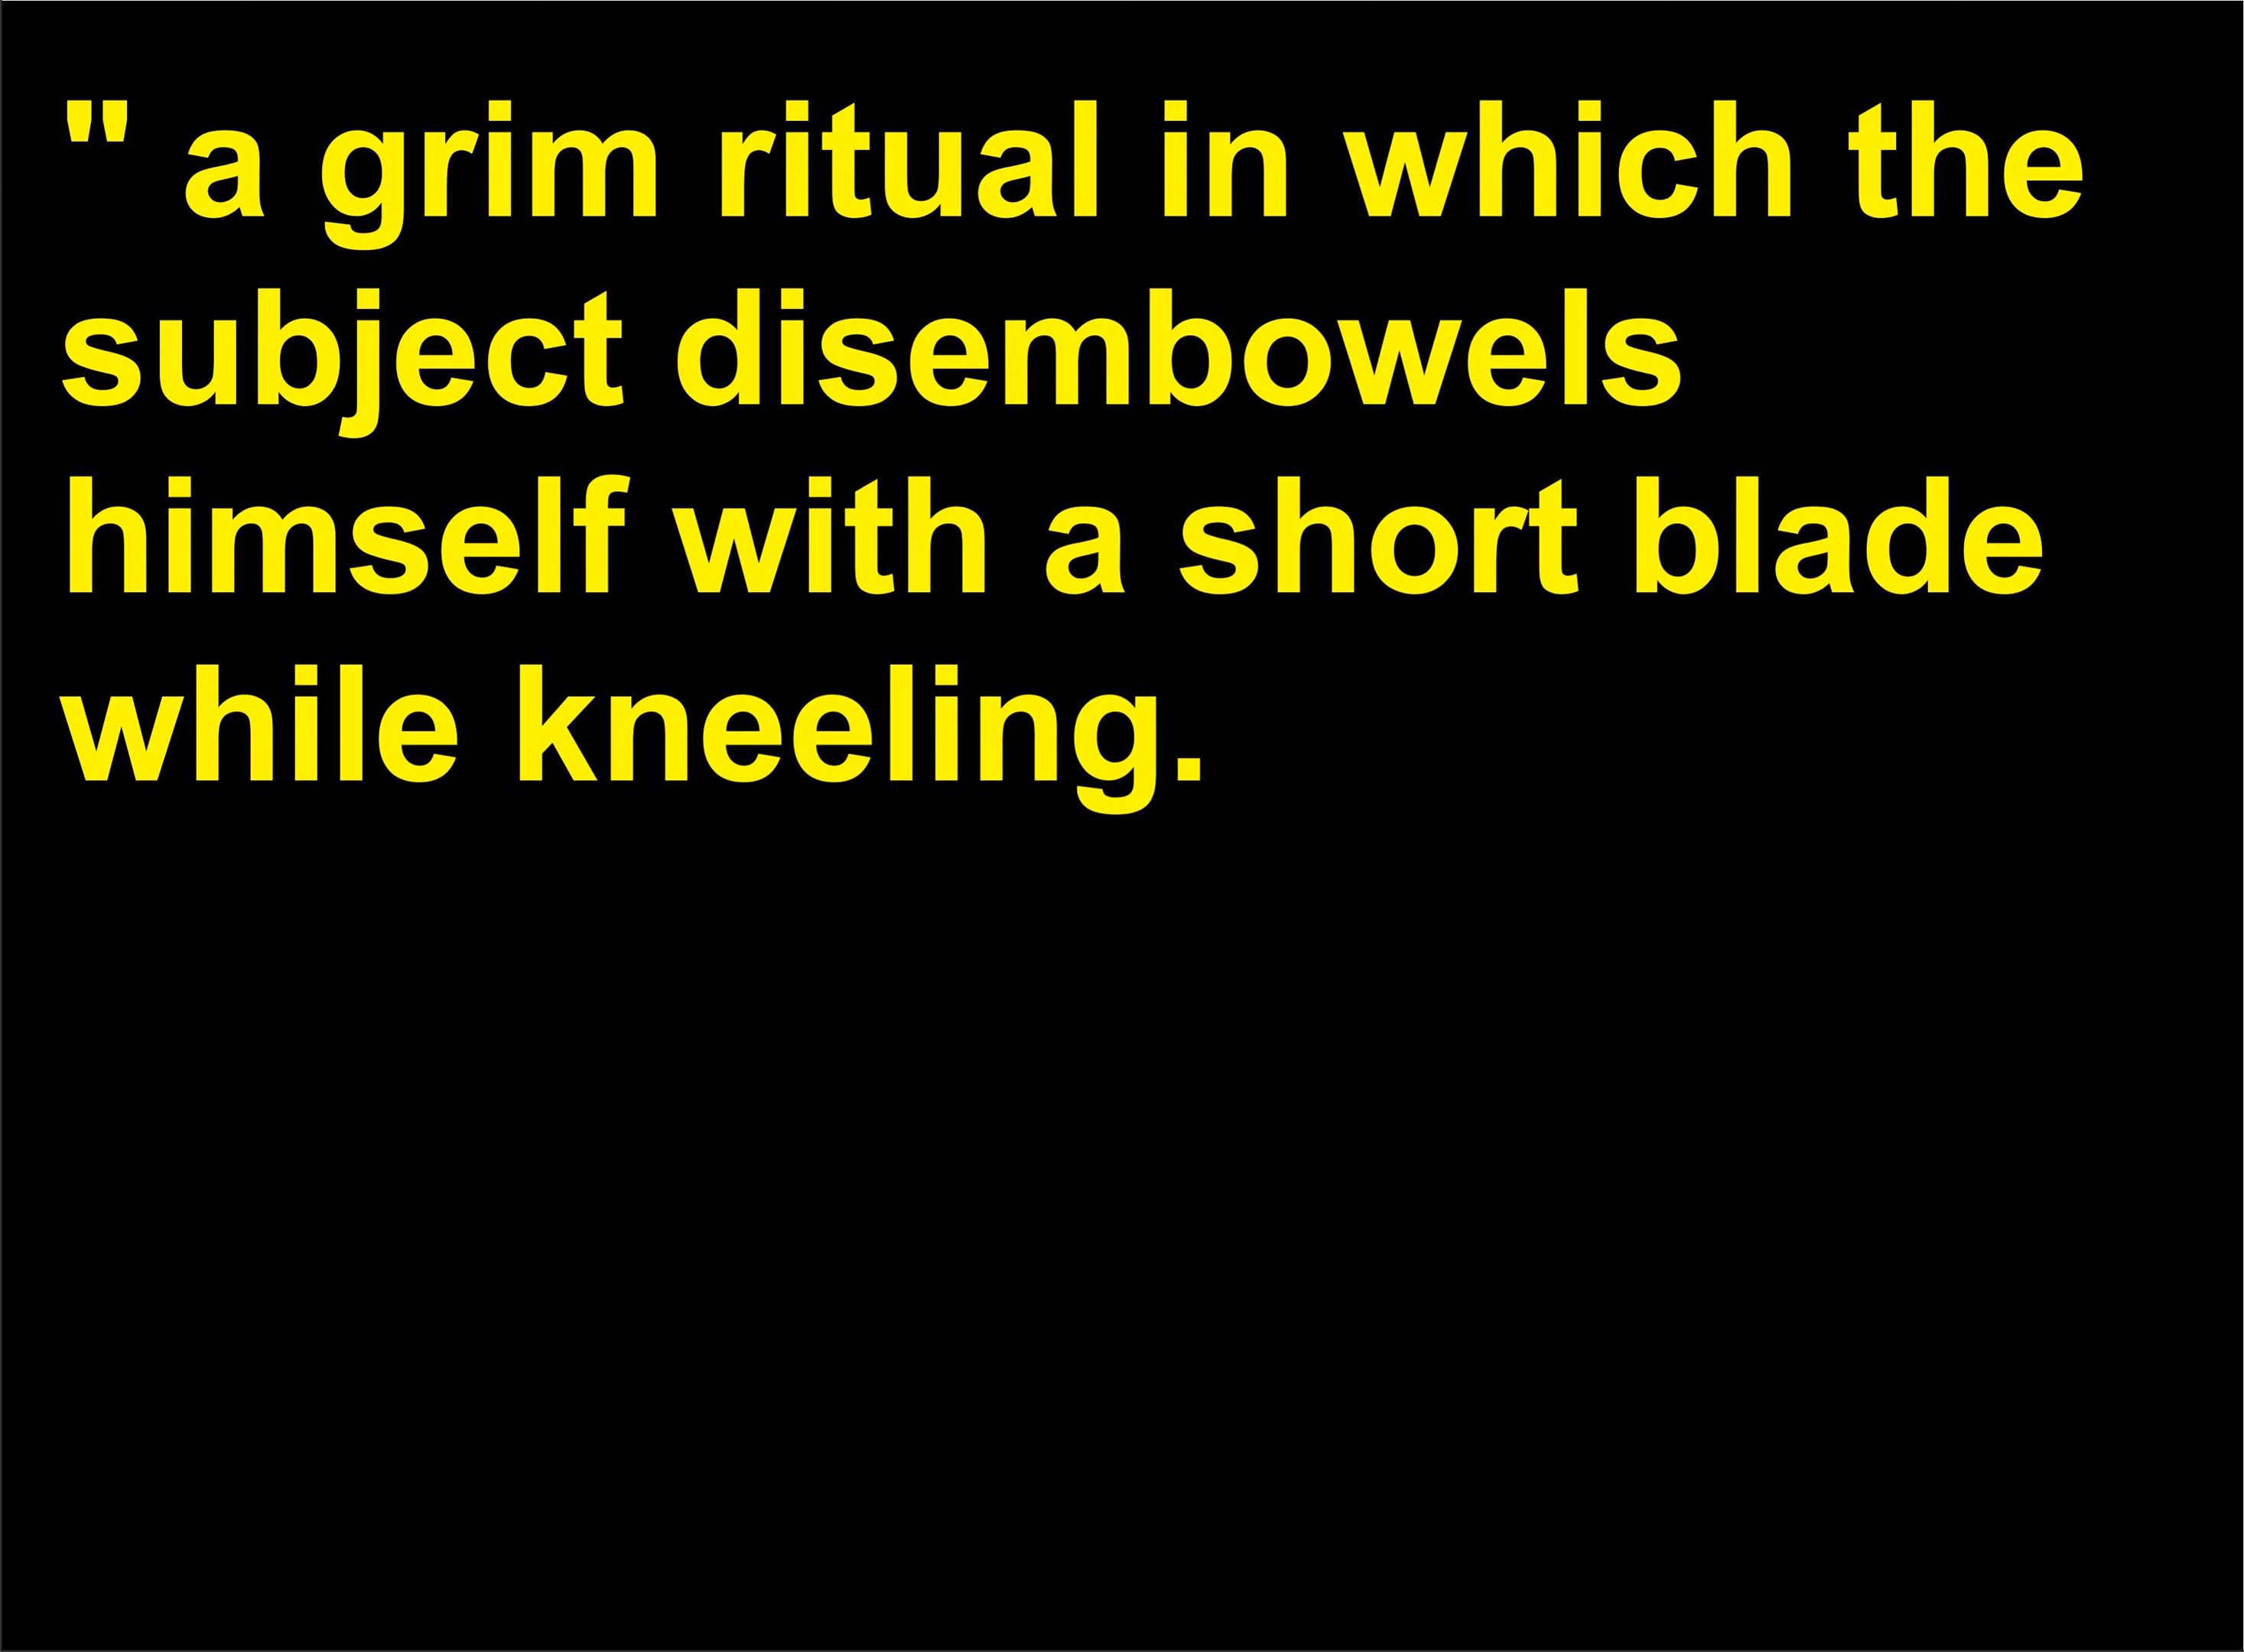 " a grim ritual in which the
subject disembowels
himself with a short blade
while kneeling.